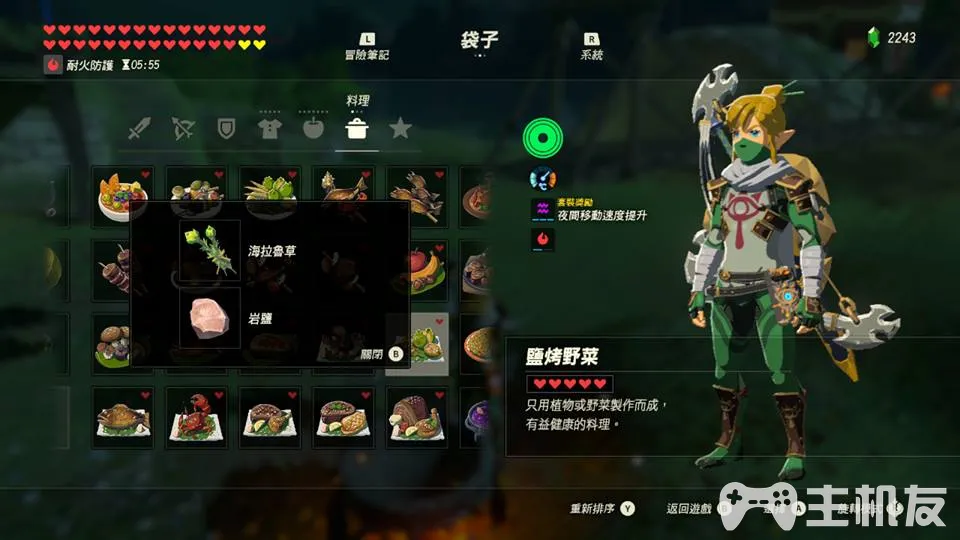 L
冒險筆記
袋子
R
系統
2243
耐火防護 05:55
料理
套裝獎勵
夜間移動速度提升
海拉魯草
岩鹽
關閉 B
鹽烤野菜
只用植物或野菜製作而成，
有益健康的料理。
重新排序 Y
返回遊戲
主机友